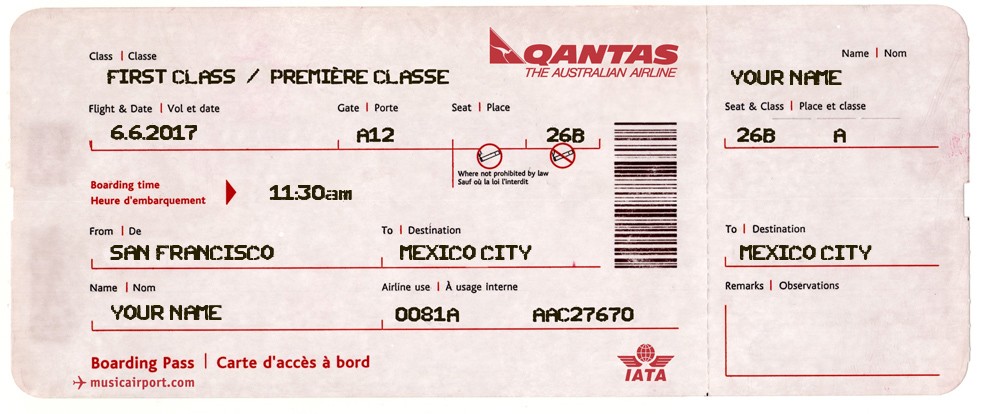 QANTAS
THE AUSTRALIAN AIRLINE
Class | Classe
FIRST CLASS / PREMIÈRE CLASSE
Flight & Date | Vol et date
Gate | Porte
Seat | Place
6.6.2017
A12
26B
Where not prohibited by law
Sauf où la loi l'interdit
Boarding time
Heure d'embarquement
11:30am
From | De
To | Destination
SAN FRANCISCO
MEXICO CITY
Name | Nom
Airline use | À usage interne
YOUR NAME
0081A
AAC27670
Boarding Pass | Carte d'accès à bord
musicairport.com
IATA
Name | Nom
YOUR NAME
Seat & Class | Place et classe
26B
A
To | Destination
MEXICO CITY
Remarks | Observations